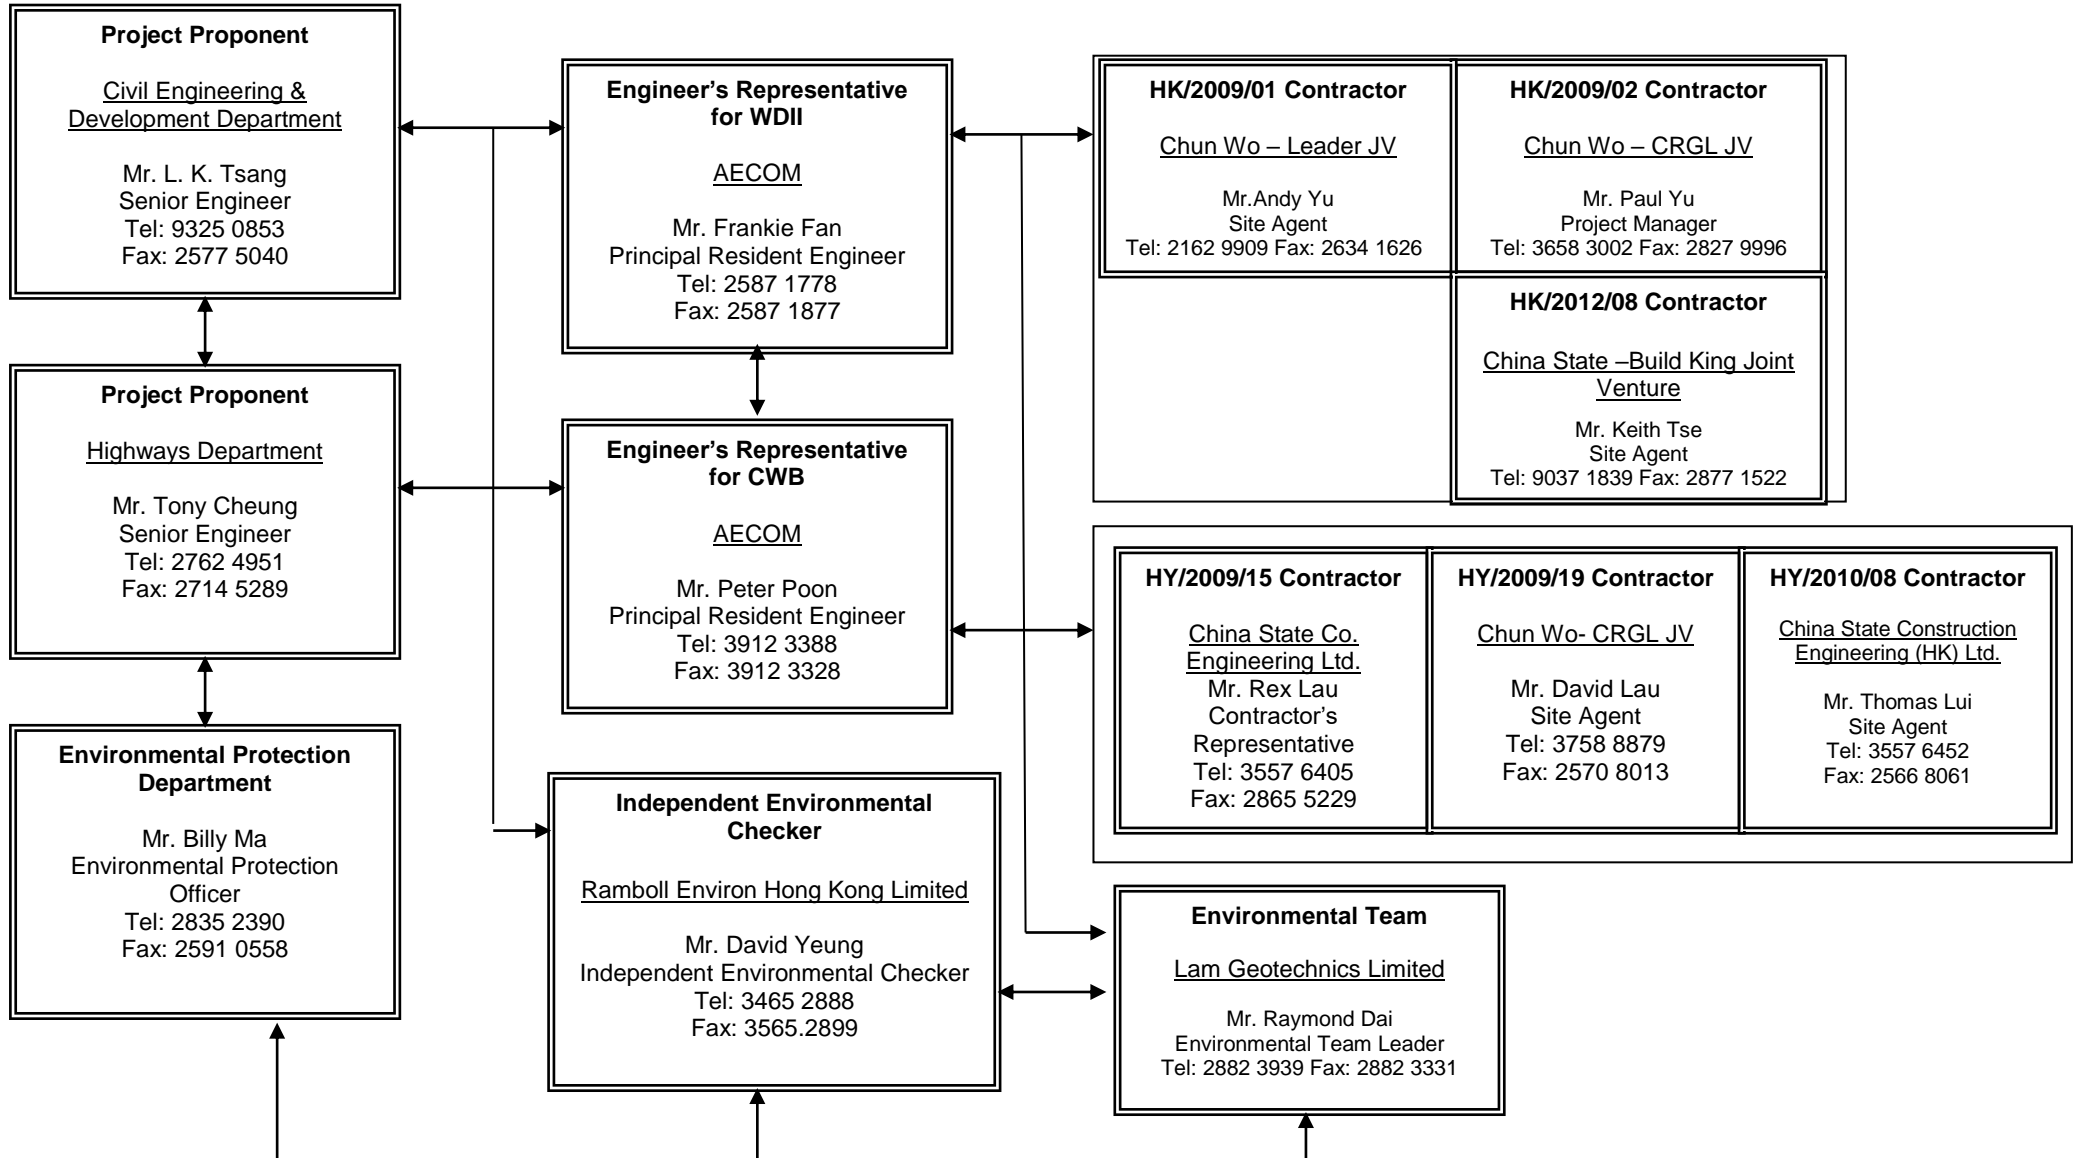 Project Proponent
Civil Engineering &
Development Department
Mr. L. K. Tsang
Senior Engineer
Tel: 9325 0853
Fax: 2577 5040
Project Proponent
Highways Department
Mr. Tony Cheung
Senior Engineer
Tel: 2762 4951
Fax: 2714 5289
Environmental Protection
Department
Mr. Billy Ma
Environmental Protection
Officer
Tel: 2835 2390
Fax: 2591 0558
Engineer’s Representative
for WDII
AECOM
Mr. Frankie Fan
Principal Resident Engineer
Tel: 2587 1778
Fax: 2587 1877
Engineer’s Representative
for CWB
AECOM
Mr. Peter Poon
Principal Resident Engineer
Tel: 3912 3388
Fax: 3912 3328
Independent Environmental
Checker
Ramboll Environ Hong Kong Limited
Mr. David Yeung
Independent Environmental Checker
Tel: 3465 2888
Fax: 3565.2899
HK/2009/01 Contractor
Chun Wo – Leader JV
Mr.Andy Yu
Site Agent
Tel: 2162 9909 Fax: 2634 1626
HK/2009/02 Contractor
Chun Wo – CRGL JV
Mr. Paul Yu
Project Manager
Tel: 3658 3002 Fax: 2827 9996
HK/2012/08 Contractor
China State –Build King Joint
Venture
Mr. Keith Tse
Site Agent
Tel: 9037 1839 Fax: 2877 1522
HY/2009/15 Contractor
China State Co.
Engineering Ltd.
Mr. Rex Lau
Contractor’s
Representative
Tel: 3557 6405
Fax: 2865 5229
HY/2009/19 Contractor
Chun Wo- CRGL JV
Mr. David Lau
Site Agent
Tel: 3758 8879
Fax: 2570 8013
HY/2010/08 Contractor
China State Construction
Engineering (HK) Ltd.
Mr. Thomas Lui
Site Agent
Tel: 3557 6452
Fax: 2566 8061
Environmental Team
Lam Geotechnics Limited
Mr. Raymond Dai
Environmental Team Leader
Tel: 2882 3939 Fax: 2882 3331